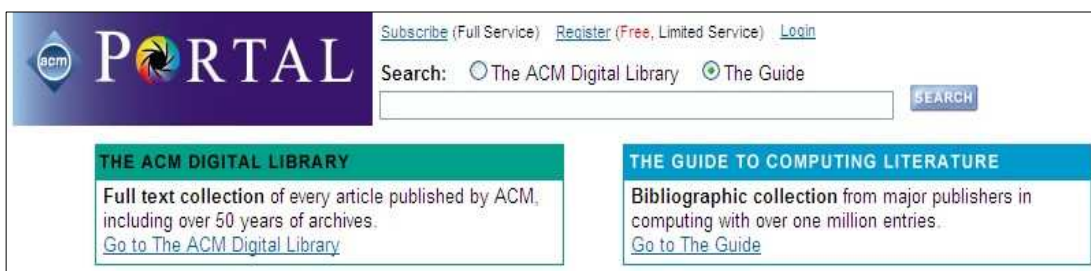 acm
PORTAL
Subscribe (Full Service) Register (Free, Limited Service) Login
Search: The ACM Digital Library The Guide
SEARCH
THE ACM DIGITAL LIBRARY
Full text collection of every article published by ACM,
including over 50 years of archives.
Go to The ACM Digital Library
THE GUIDE TO COMPUTING LITERATURE
Bibliographic collection from major publishers in
computing with over one million entries.
Go to The Guide